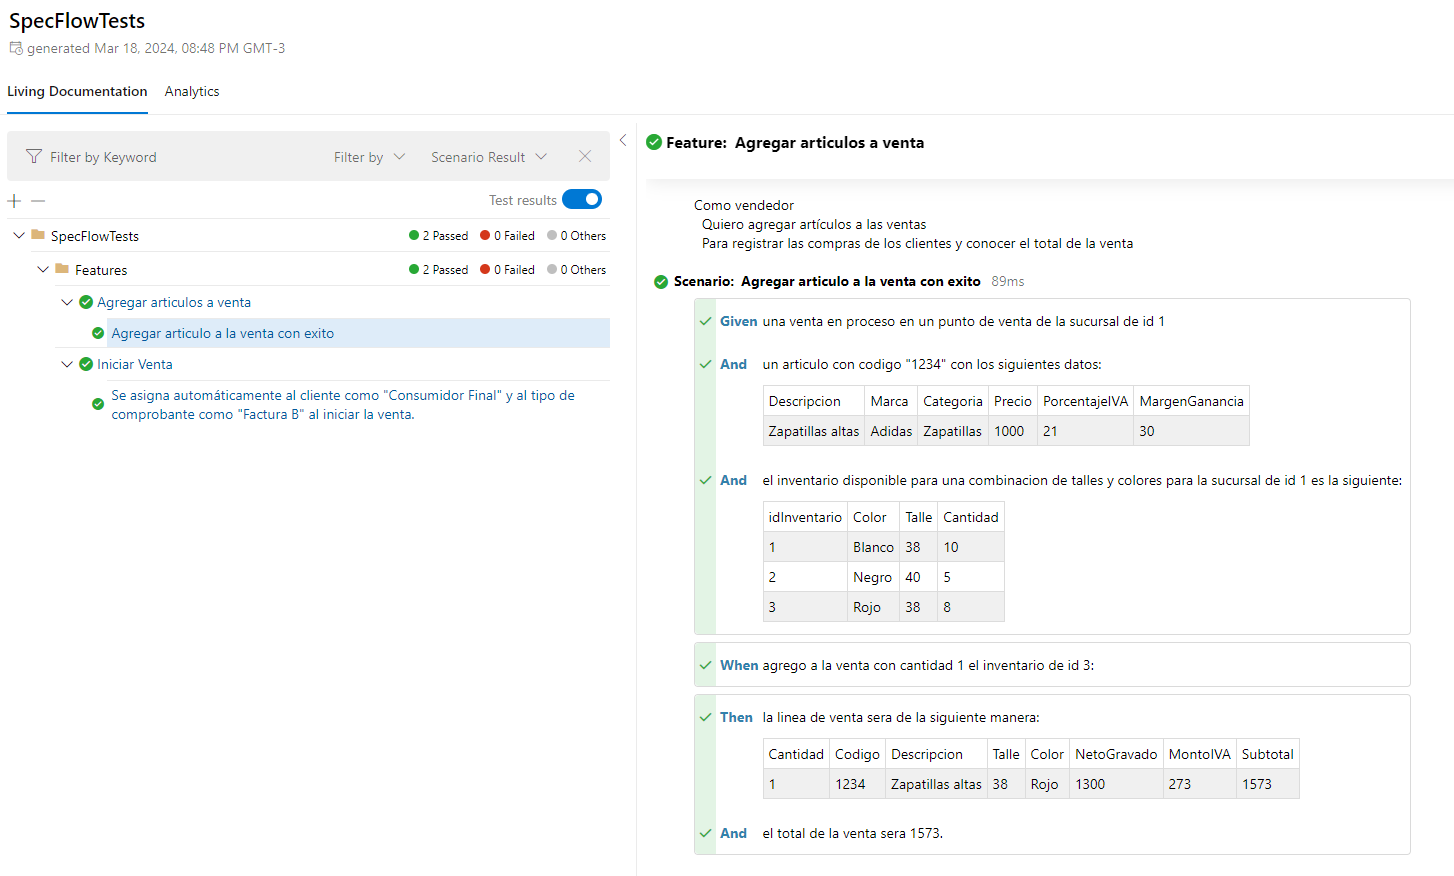 SpecFlowTests
generated Mar 18, 2024, 08:48 PM GMT-3
Living Documentation Analytics
Filter by Keyword Filter by Scenario Result
Test results
SpecFlowTests 2 Passed 0 Failed 0 Others
Features 2 Passed 0 Failed 0 Others
Agregar articulos a venta
Agregar articulo a la venta con exito
Iniciar Venta
Se asigna automáticamente al cliente como "Consumidor Final" y al tipo de
comprobante como "Factura B" al iniciar la venta.
Feature: Agregar articulos a venta
Como vendedor
Quiero agregar artículos a las ventas
Para registrar las compras de los clientes y conocer el total de la venta
Scenario: Agregar articulo a la venta con exito 89ms
Given una venta en proceso en un punto de venta de la sucursal de id 1
And un articulo con codigo "1234" con los siguientes datos:
Descripcion Marca Categoria Precio PorcentajeIVA MargenGanancia
Zapatillas altas Adidas Zapatillas 1000 21 30
And el inventario disponible para una combinacion de talles y colores para la sucursal de id 1 es la siguiente:
idInventario Color Talle Cantidad
1 Blanco 38 10
2 Negro 40 5
3 Rojo 38 8
When agrego a la venta con cantidad 1 el inventario de id 3:
Then la linea de venta sera de la siguiente manera:
Cantidad Codigo Descripcion Talle Color NetoGravado MontoIVA Subtotal
1 1234 Zapatillas altas 38 Rojo 1300 273 1573
And el total de la venta sera 1573.